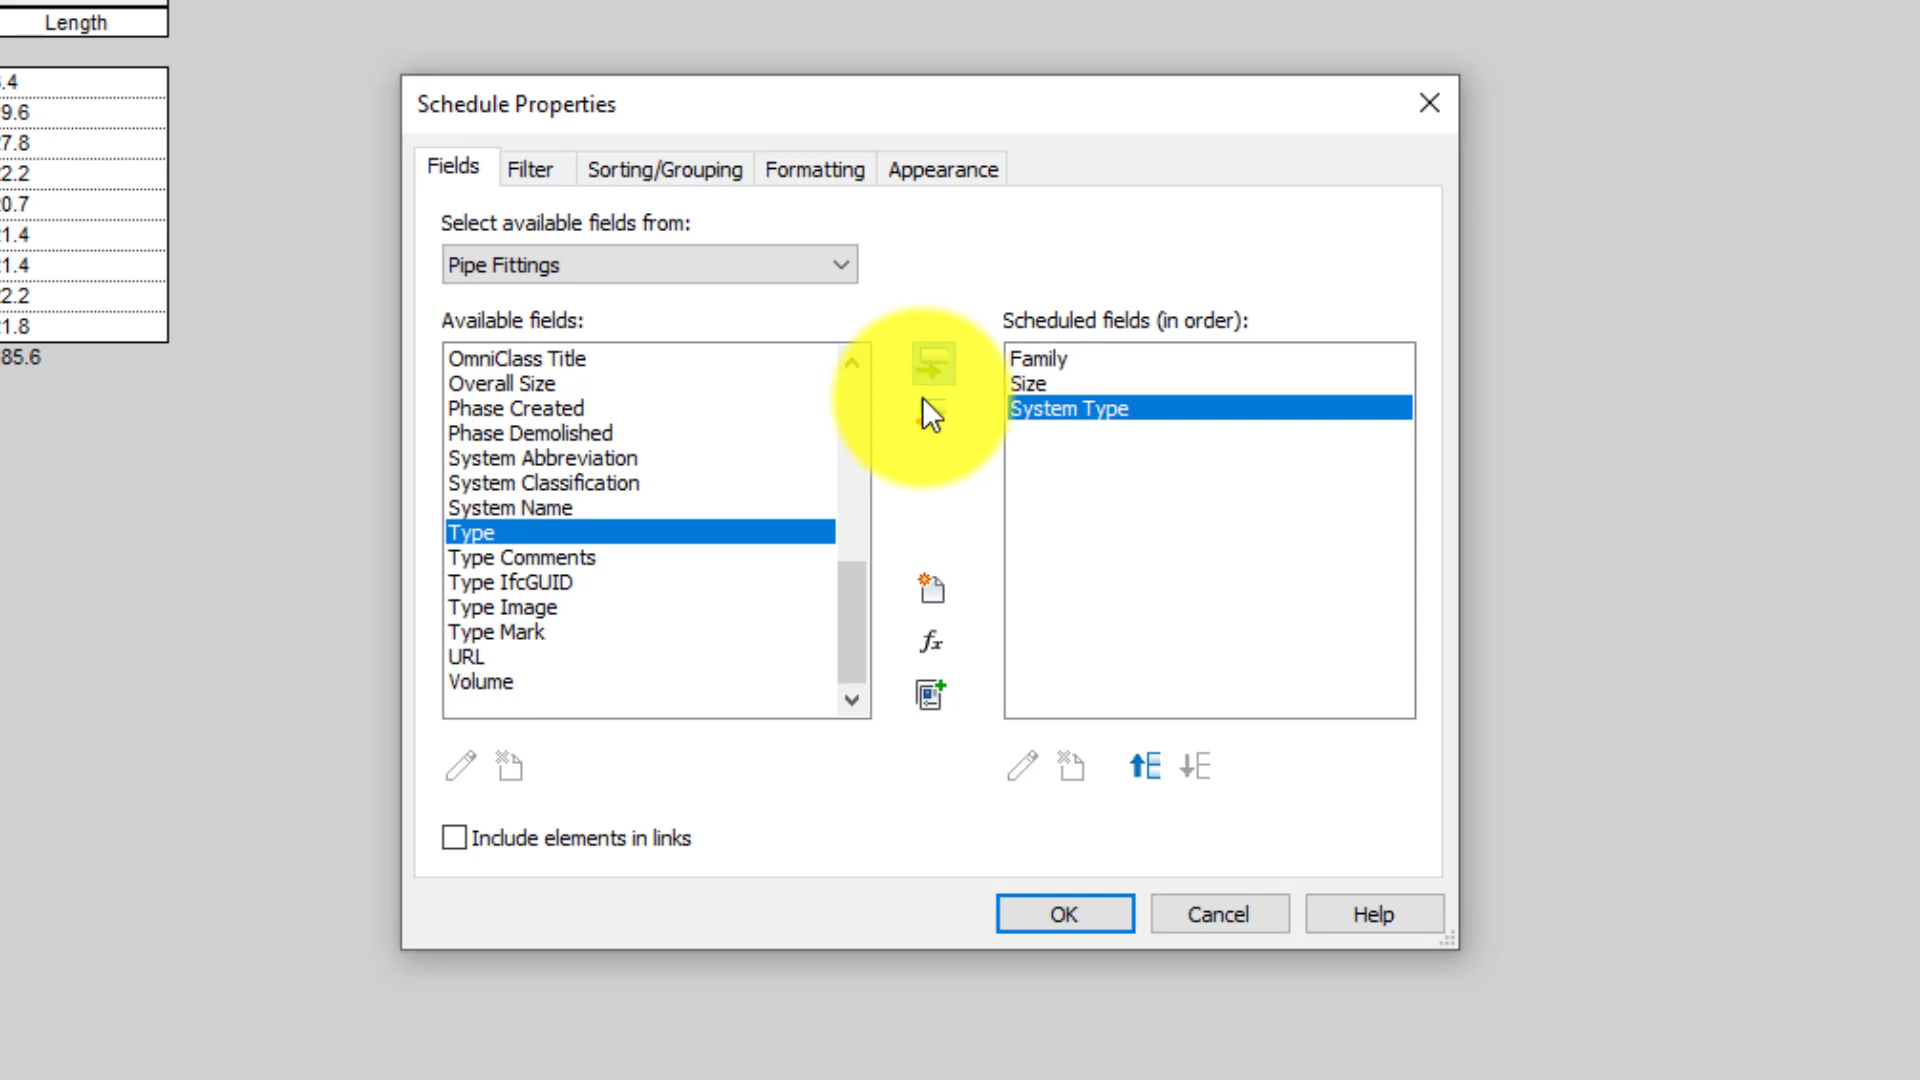 Length
.4
9.6
7.8
2.2
0.7
1.4
1.4
2.2
1.8
85.6
Schedule Properties
Fields
Filter
Sorting/Grouping
Formatting
Appearance
Select available fields from:
Pipe Fittings
Available fields:
OmniClass Title
Overall Size
Phase Created
Phase Demolished
System Abbreviation
System Classification
System Name
Type
Type Comments
Type IfcGUID
Type Image
Type Mark
URL
Volume
fx
Scheduled fields (in order):
Family
Size
System Type
Include elements in links
OK
Cancel
Help